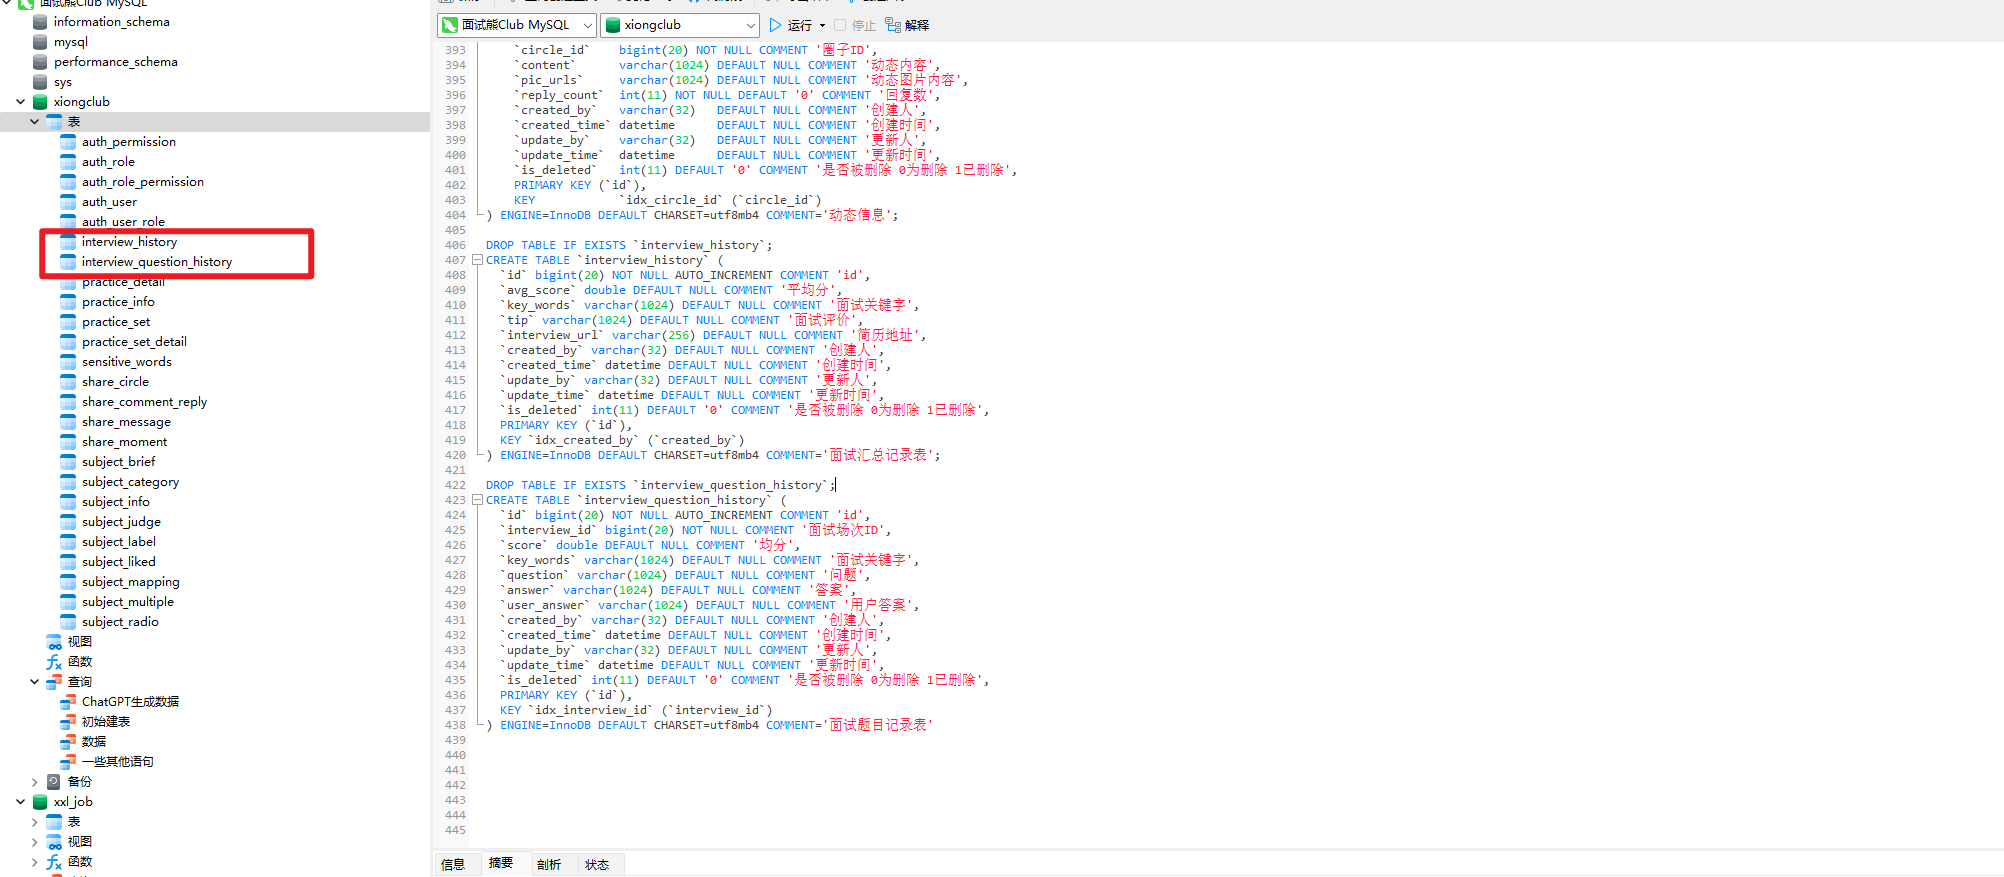 面试熊Club MySQL
information_schema
mysql
performance_schema
sys
xiongclub
表
auth_permission
auth_role
auth_role_permission
auth_user
auth_user_role
interview_history
interview_question_history
practice_detail
practice_info
practice_set
practice_set_detail
sensitive_words
share_circle
share_comment_reply
share_message
share_moment
subject_brief
subject_category
subject_info
subject_judge
subject_label
subject_liked
subject_mapping
subject_multiple
subject_radio
视图
函数
查询
ChatGPT生成数据
初始建表
数据
一些其他语句
备份
xxl_job
表
视图
函数
面试熊Club MySQL xiongclub 运行 停止 解释
393 `circle_id` bigint(20) NOT NULL COMMENT '圈子ID',
394 `content` varchar(1024) DEFAULT NULL COMMENT '动态内容',
395 `pic_urls` varchar(1024) DEFAULT NULL COMMENT '动态图片内容',
396 `reply_count` int(11) NOT NULL DEFAULT '0' COMMENT '回复数',
397 `created_by` varchar(32) DEFAULT NULL COMMENT '创建人',
398 `created_time` datetime DEFAULT NULL COMMENT '创建时间',
399 `update_by` varchar(32) DEFAULT NULL COMMENT '更新人',
400 `update_time` datetime DEFAULT NULL COMMENT '更新时间',
401 `is_deleted` int(11) DEFAULT '0' COMMENT '是否被删除 0为删除 1已删除',
402 PRIMARY KEY (`id`),
403 KEY `idx_circle_id` (`circle_id`)
404 ) ENGINE=InnoDB DEFAULT CHARSET=utf8mb4 COMMENT='动态信息';
405
406 DROP TABLE IF EXISTS `interview_history`;
407 CREATE TABLE `interview_history` (
408 `id` bigint(20) NOT NULL AUTO_INCREMENT COMMENT 'id',
409 `avg_score` double DEFAULT NULL COMMENT '平均分',
410 `key_words` varchar(1024) DEFAULT NULL COMMENT '面试关键字',
411 `tip` varchar(1024) DEFAULT NULL COMMENT '面试评价',
412 `interview_url` varchar(256) DEFAULT NULL COMMENT '简历地址',
413 `created_by` varchar(32) DEFAULT NULL COMMENT '创建人',
414 `created_time` datetime DEFAULT NULL COMMENT '创建时间',
415 `update_by` varchar(32) DEFAULT NULL COMMENT '更新人',
416 `update_time` datetime DEFAULT NULL COMMENT '更新时间',
417 `is_deleted` int(11) DEFAULT '0' COMMENT '是否被删除 0为删除 1已删除',
418 PRIMARY KEY (`id`),
419 KEY `idx_created_by` (`created_by`)
420 ) ENGINE=InnoDB DEFAULT CHARSET=utf8mb4 COMMENT='面试汇总记录表';
421
422 DROP TABLE IF EXISTS `interview_question_history`;
423 CREATE TABLE `interview_question_history` (
424 `id` bigint(20) NOT NULL AUTO_INCREMENT COMMENT 'id',
425 `interview_id` bigint(20) NOT NULL COMMENT '面试场次ID',
426 `score` double DEFAULT NULL COMMENT '均分',
427 `key_words` varchar(1024) DEFAULT NULL COMMENT '面试关键字',
428 `question` varchar(1024) DEFAULT NULL COMMENT '问题',
429 `answer` varchar(1024) DEFAULT NULL COMMENT '答案',
430 `user_answer` varchar(1024) DEFAULT NULL COMMENT '用户答案',
431 `created_by` varchar(32) DEFAULT NULL COMMENT '创建人',
432 `created_time` datetime DEFAULT NULL COMMENT '创建时间',
433 `update_by` varchar(32) DEFAULT NULL COMMENT '更新人',
434 `update_time` datetime DEFAULT NULL COMMENT '更新时间',
435 `is_deleted` int(11) DEFAULT '0' COMMENT '是否被删除 0为删除 1已删除',
436 PRIMARY KEY (`id`),
437 KEY `idx_interview_id` (`interview_id`)
438 ) ENGINE=InnoDB DEFAULT CHARSET=utf8mb4 COMMENT='面试题目记录表'
439
440
441
442
443
444
445
信息 摘要 剖析 状态